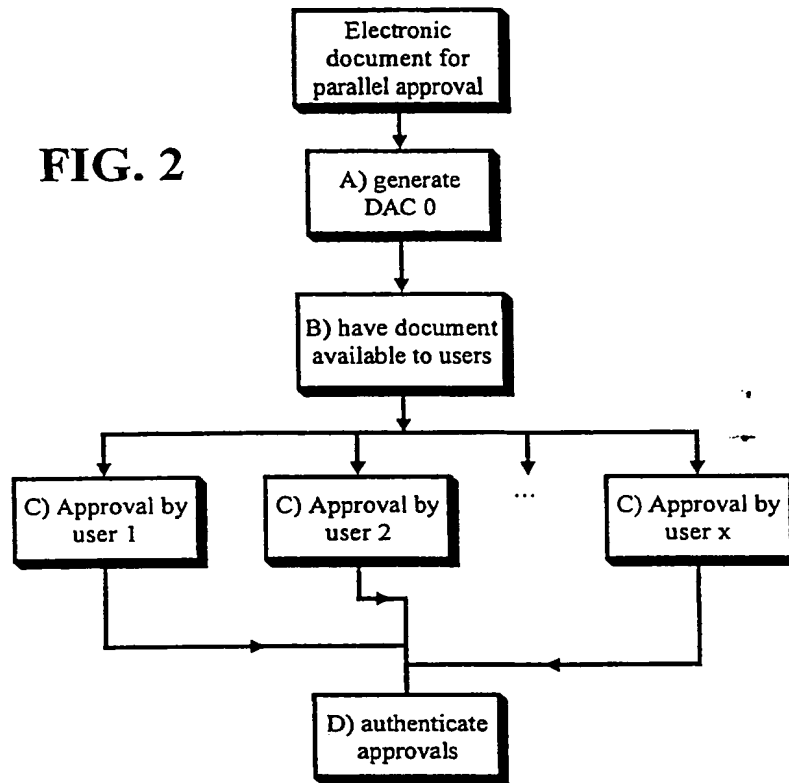 Electronic
document for
parallel approval
FIG. 2
A) generate
DAC 0
B) have document
available to users
C) Approval by
user 1
C) Approval by
user 2
...
C) Approval by
user x
D) authenticate
approvals